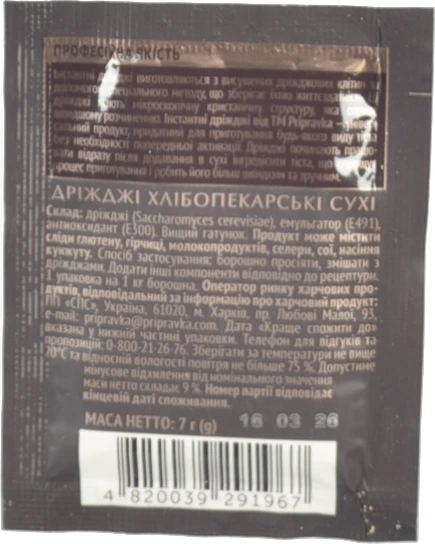 ПРОФЕСІЙНА ЯКІСТЬ
Інстантні дріжджі виготовляються з висушених дріжджових клітин за
допомогою спеціального методу, що зберігає їхню життєздатність.
дріжджі мають мікроскопічну кристалічну структуру, яка
розчиненню. Інстантні дріжджі від ТМ Pripravka –
продукт, придатний для приготування будь-якого виду тіста
без необхідності попередньої активації. Дріжджі починають
відразу після додавання в сухі інгредієнти тіста, що
процес приготування і робить його більш швидким та зручним.
ДРІЖДЖІ ХЛІБОПЕКАРСЬКІ СУХІ
Склад: дріжджі (Saccharomyces cerevisiae), емульгатор (Е491),
антиоксидант (Е300). Вищий гатунок. Продукт може містити
сліди глютену, гірчиці, молокопродуктів, селери, сої, насіння
кунжуту. Спосіб застосування: борошно просіяти, змішати з
дріжджами. Додати інші компоненти відповідно до рецептури.
1 упаковка на 1 кг борошна. Оператор ринку харчових про-
дуктів, відповідальний за інформацію про харчовий продукт:
ПП «СПС», Україна, 61020, м. Харків, пр. Любові Малої, 93,
e-mail: pripravka@pripravka.com. Дата «Краще спожити до»
вказана у нижній частині упаковки. Телефон для відгуків та
пропозицій: 0-800-21-26-76. Зберігати за температури не вище
20°С та відносній вологості повітря не більше 75 %. Допустиме
мінусове відхилення від номінального значення
маси нетто складає 9 %. Номер партії відповідає
кінцевій даті споживання.
МАСА НЕТТО: 7 г (g) 16 03 26
4 820039 291967